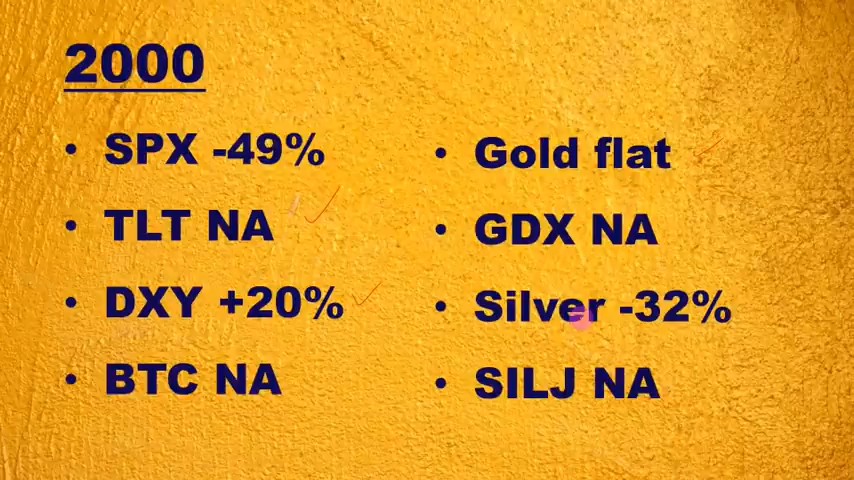 2000
• SPX -49%
• TLT NA
• DXY +20%
• BTC NA
• Gold flat
• GDX NA
• Silver -32%
• SILJ NA